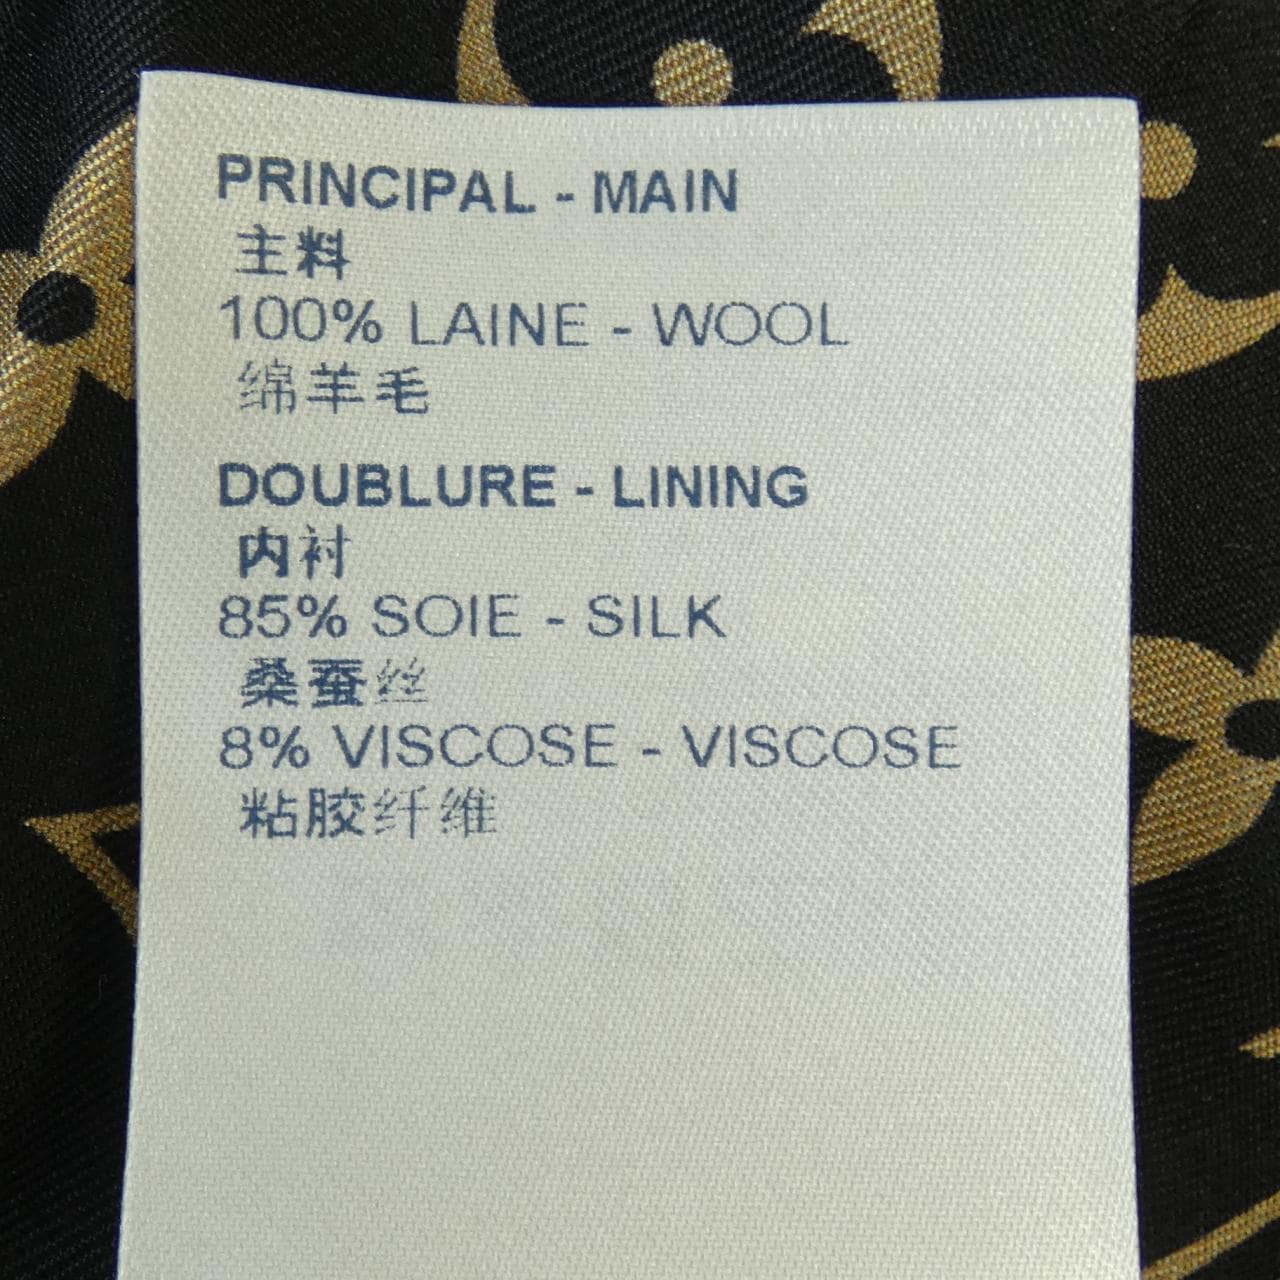 PRINCIPAL - MAIN
主料
100% LAINE - WOOL
绵羊毛
DOUBLURE - LINING
内衬
85% SOIE - SILK
桑蚕丝
8% VISCOSE - VISCOSE
粘胶纤维